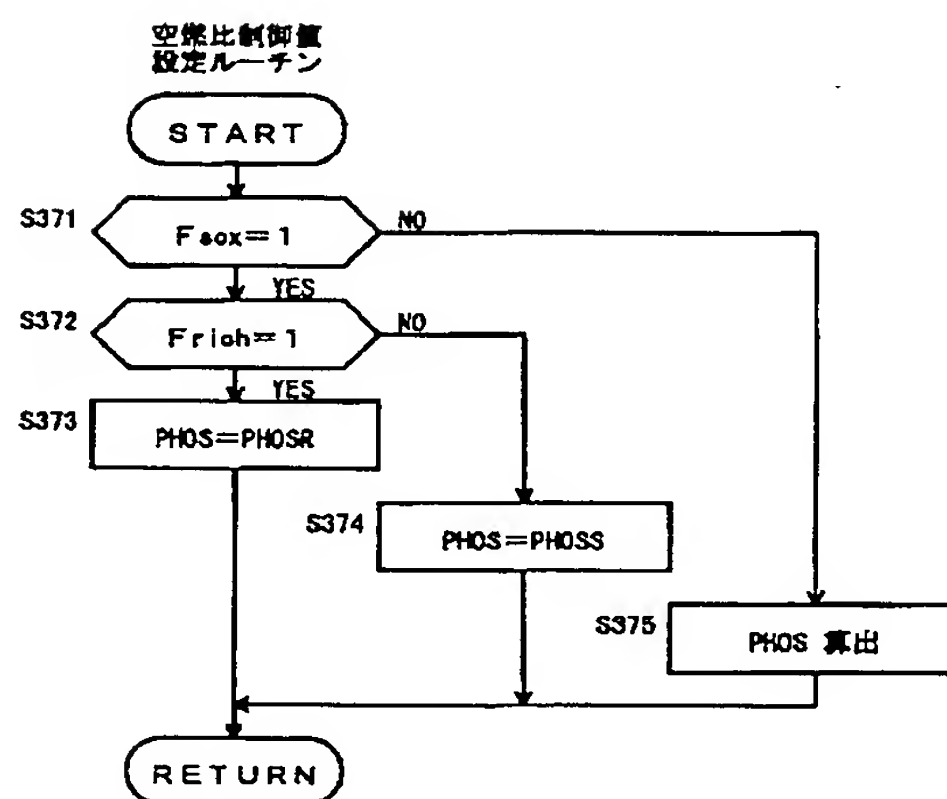 空燃比制御値
設定ルーチン
START
S371
Fsox=1
NO
YES
S372
Frich=1
NO
YES
S373
PHOS=PHOSR
S374
PHOS=PHOSS
S375
PHOS 算出
RETURN